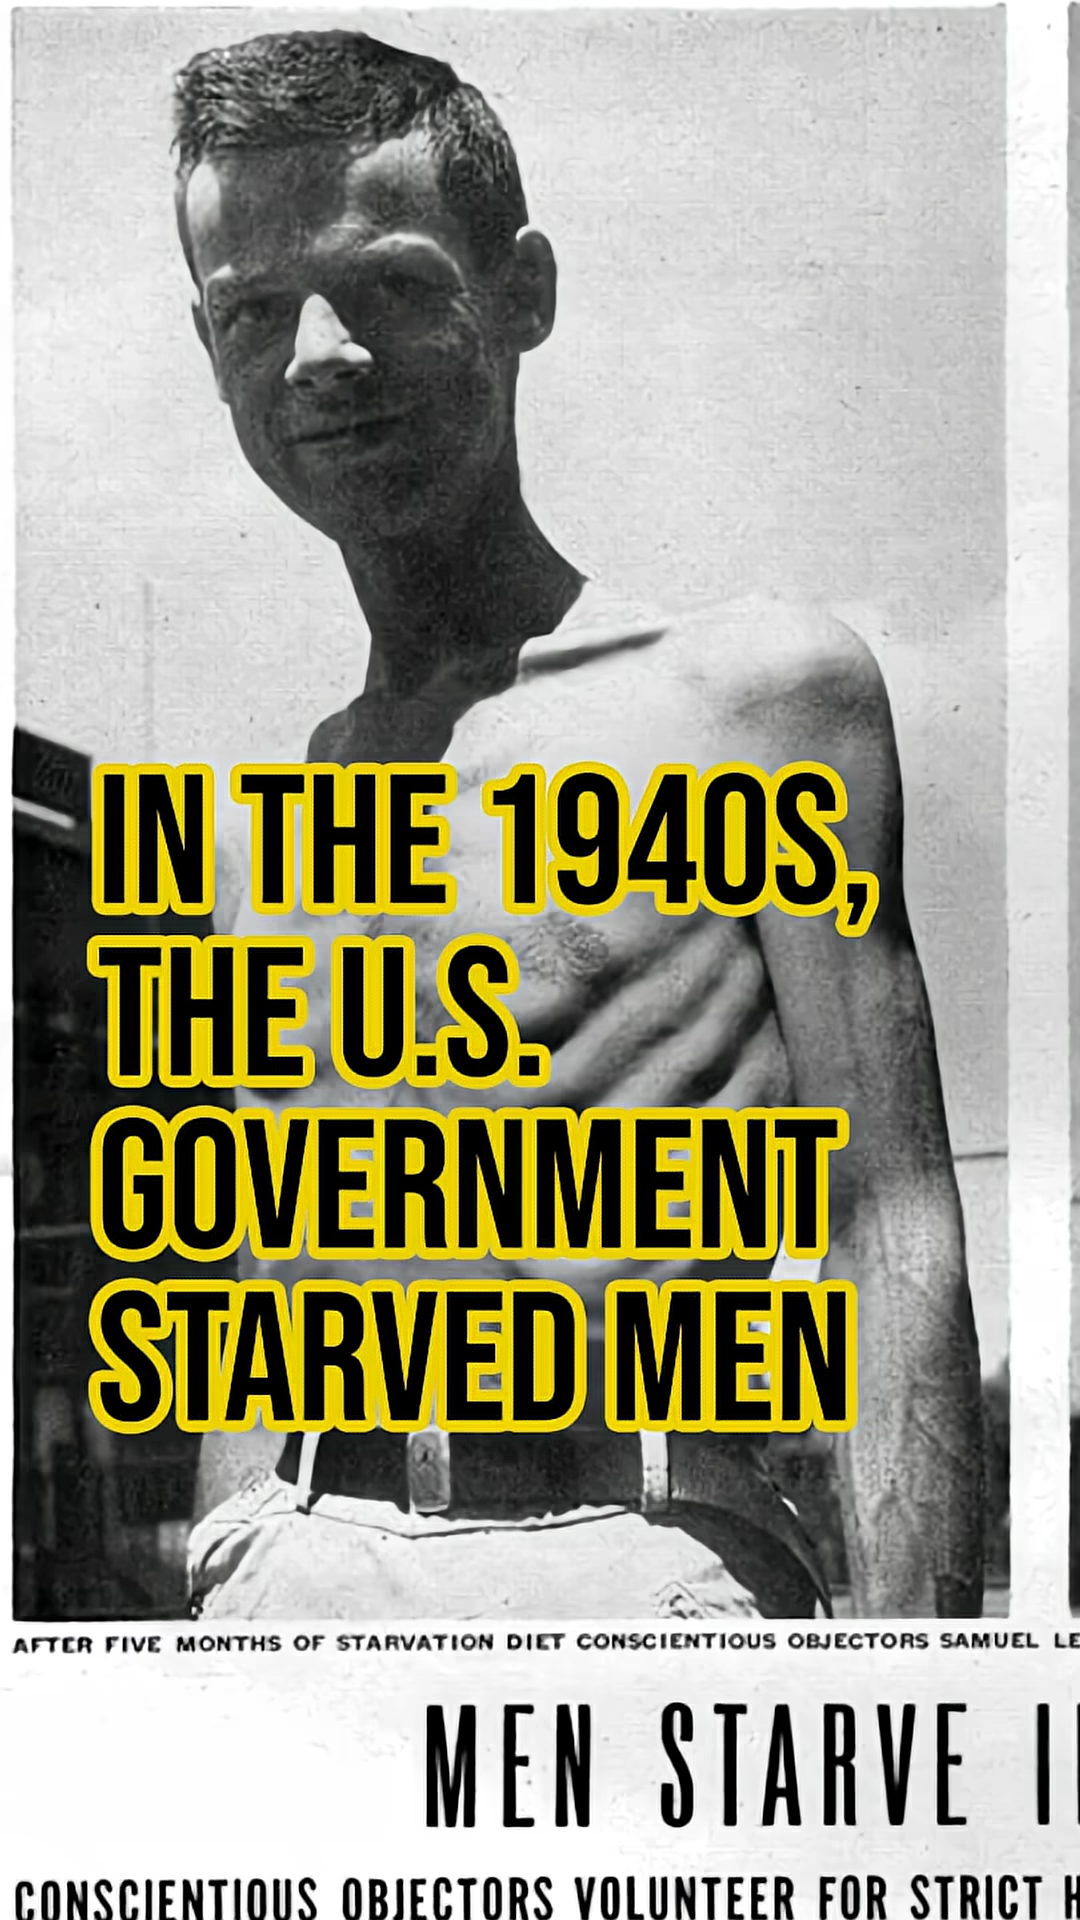 IN THE 1940S,
THE U.S.
GOVERNMENT
STARVED MEN
AFTER FIVE MONTHS OF STARVATION DIET CONSCIENTIOUS OBJECTORS SAMUEL
MEN STARVE
CONSCIENTIOUS OBJECTORS VOLUNTEER FOR STRICT